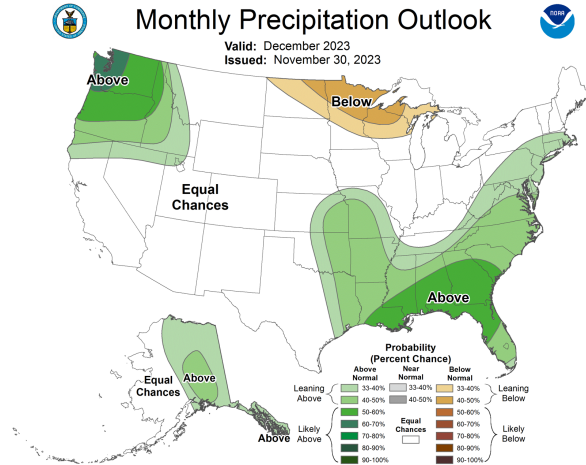 Monthly Precipitation Outlook
NOAA
Valid: December 2023
Issued: November 30, 2023
Above
Below
Equal
Chances
Above
Equal
Chances
Above
Above
Probability
(Percent Chance)
Above
Normal
Near
Normal
Below
Normal
Leaning
Above
33-40%
40-50%
33-40%
40-50%
33-40%
40-50%
Leaning
Below
Likely
Above
50-60%
60-70%
70-80%
80-90%
90-100%
Equal
Chances
50-60%
60-70%
70-80%
80-90%
90-100%
Likely
Below